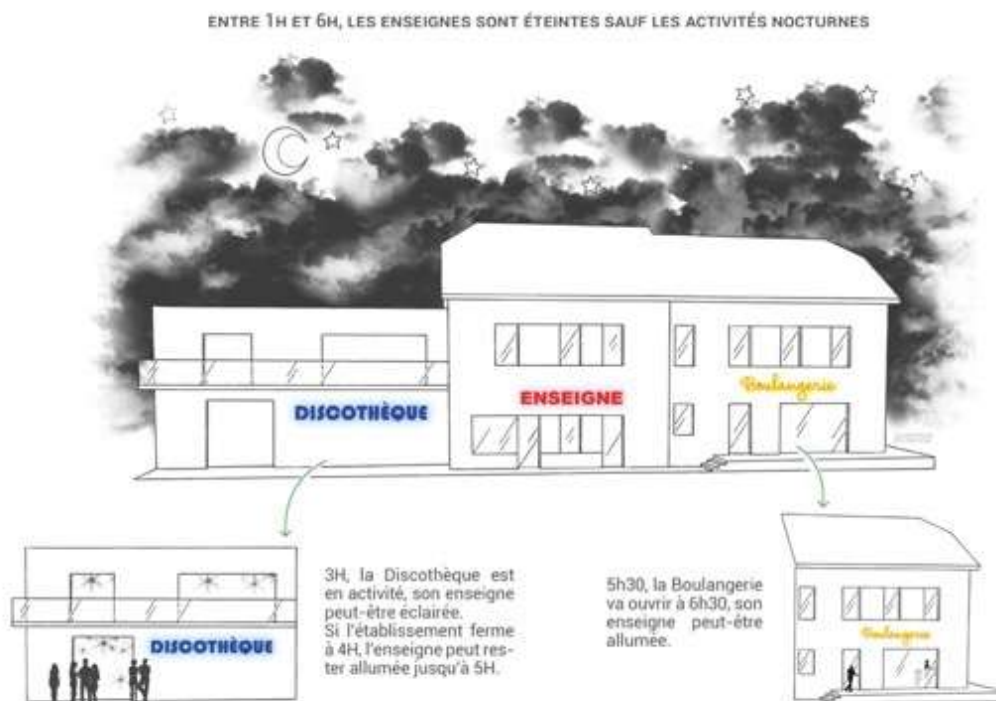 ENTRE 1H ET 6H, LES ENSEIGNES SONT ÉTEINTES SAUF LES ACTIVITÉS NOCTURNES
DISCOTHÈQUE
ENSEIGNE
Boulangerie
3H, la Discothèque est
en activité, son enseigne
peut-être éclairée.
Si l'établissement ferme
à 4H, l'enseigne peut res-
ter allumée jusqu'à 5H.
5h30, la Boulangerie
va ouvrir à 6h30, son
enseigne peut-être
allumée.
DISCOTHÈQUE
Boulangerie